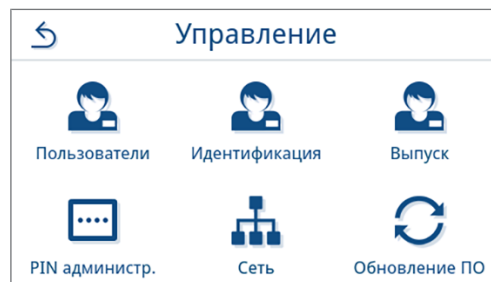 Управление
Пользователи Идентификация Выпуск
PIN администр. Сеть Обновление ПО